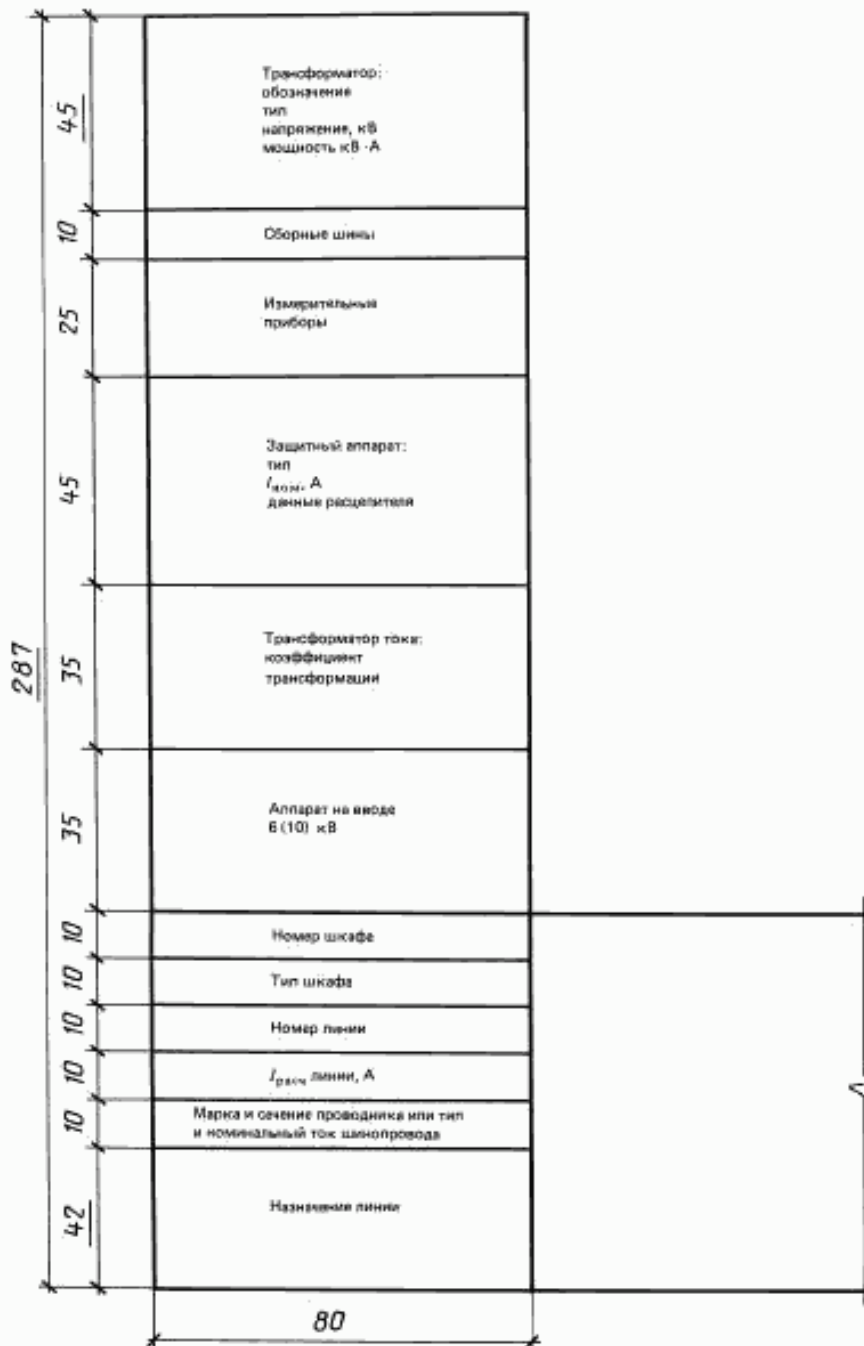 45
Трансформатор:
обозначение
тип
напряжение, кВ
мощность кВ·А
10
Сборные шины
25
Измерительные
приборы
45
Защитный аппарат:
тип
Iном, А
данные расцепителя
287
35
Трансформатор тока:
коэффициент
трансформации
35
Аппарат на вводе
6 (10) кВ
10
Номер шкафа
10
Тип шкафа
10
Номер линии
10
Iрасч линии, А
10
Марка и сечение проводника или тип
и номинальный ток шинопровода
42
Назначение линии
80